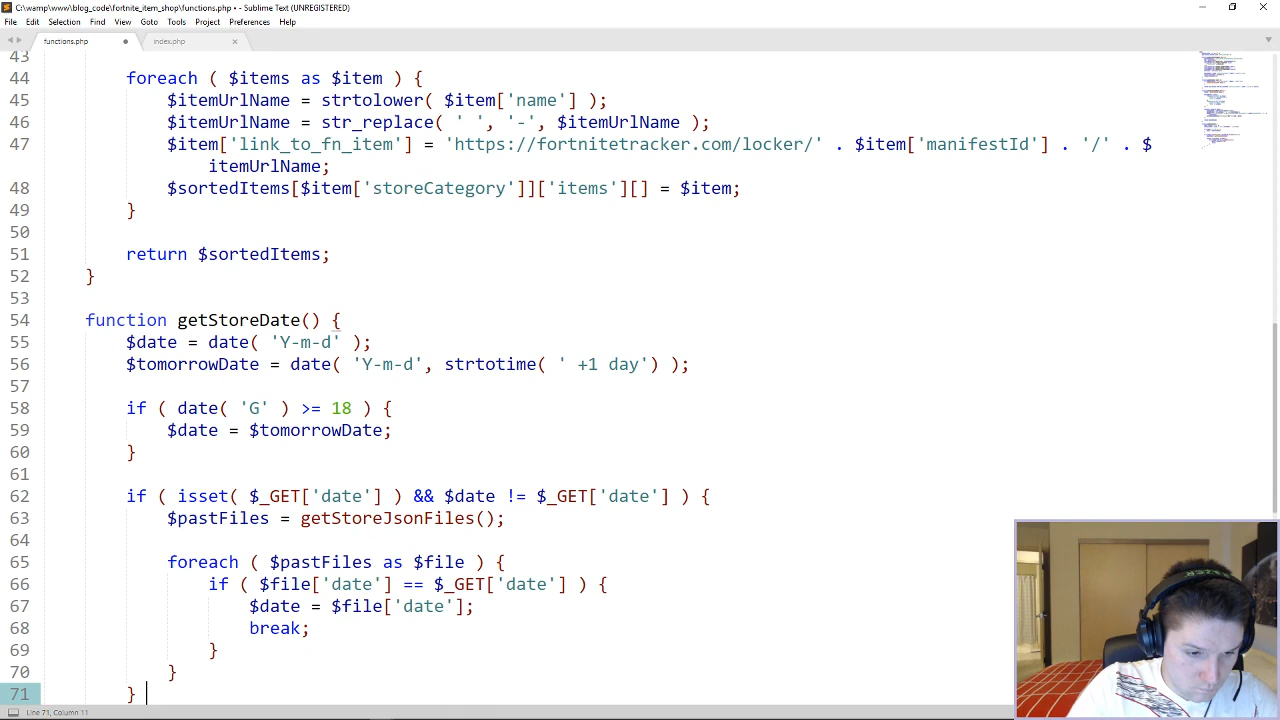 C:\wamp\www\blog_code\fortnite_item_shop\functions.php • - Sublime Text (UNREGISTERED)
File Edit Selection Find View Goto Tools Project Preferences Help
functions.php index.php
43
44 foreach ( $items as $item ) {
45 $itemUrlName = strtolower( $item['name'] );
46 $itemUrlName = str_replace( ' ', '-', $itemUrlName );
47 $item['link_to_fn_item'] = 'https://fortnitetracker.com/locker/' . $item['manifestId'] . '/' . $
itemUrlName;
48 $sortedItems[$item['storeCategory']]['items'][] = $item;
49 }
50
51 return $sortedItems;
52 }
53
54 function getStoreDate() {
55 $date = date( 'Y-m-d' );
56 $tomorrowDate = date( 'Y-m-d', strtotime( ' +1 day') );
57
58 if ( date( 'G' ) >= 18 ) {
59 $date = $tomorrowDate;
60 }
61
62 if ( isset( $_GET['date'] ) && $date != $_GET['date'] ) {
63 $pastFiles = getStoreJsonFiles();
64
65 foreach ( $pastFiles as $file ) {
66 if ( $file['date'] == $_GET['date'] ) {
67 $date = $file['date'];
68 break;
69 }
70 }
71 }
Line 71, Column 11